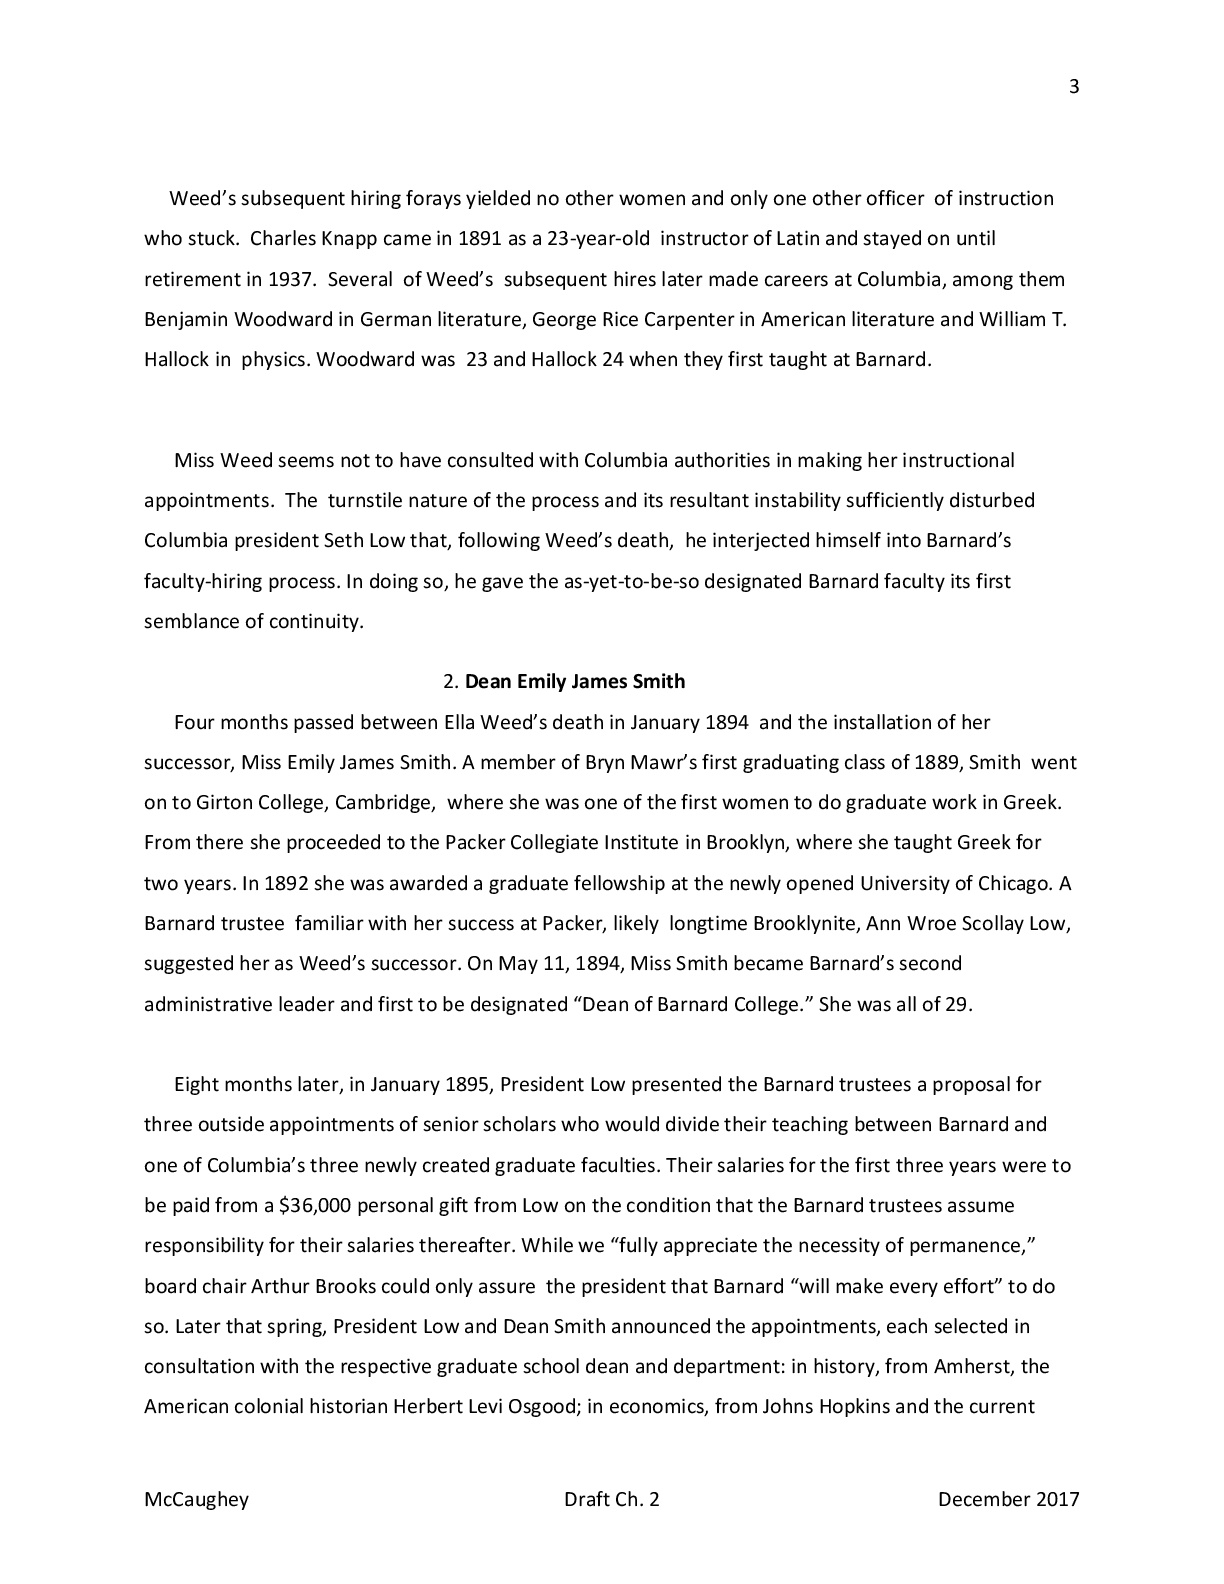 3
Weed’s subsequent hiring forays yielded no other women and only one other officer of instruction
who stuck. Charles Knapp came in 1891 as a 23-year-old instructor of Latin and stayed on until
retirement in 1937. Several of Weed’s subsequent hires later made careers at Columbia, among them
Benjamin Woodward in German literature, George Rice Carpenter in American literature and William T.
Hallock in physics. Woodward was 23 and Hallock 24 when they first taught at Barnard.
Miss Weed seems not to have consulted with Columbia authorities in making her instructional
appointments. The turnstile nature of the process and its resultant instability sufficiently disturbed
Columbia president Seth Low that, following Weed’s death, he interjected himself into Barnard’s
faculty-hiring process. In doing so, he gave the as-yet-to-be-so designated Barnard faculty its first
semblance of continuity.
2. Dean Emily James Smith
Four months passed between Ella Weed’s death in January 1894 and the installation of her
successor, Miss Emily James Smith. A member of Bryn Mawr’s first graduating class of 1889, Smith went
on to Girton College, Cambridge, where she was one of the first women to do graduate work in Greek.
From there she proceeded to the Packer Collegiate Institute in Brooklyn, where she taught Greek for
two years. In 1892 she was awarded a graduate fellowship at the newly opened University of Chicago. A
Barnard trustee familiar with her success at Packer, likely longtime Brooklynite, Ann Wroe Scollay Low,
suggested her as Weed’s successor. On May 11, 1894, Miss Smith became Barnard’s second
administrative leader and first to be designated “Dean of Barnard College.” She was all of 29.
Eight months later, in January 1895, President Low presented the Barnard trustees a proposal for
three outside appointments of senior scholars who would divide their teaching between Barnard and
one of Columbia’s three newly created graduate faculties. Their salaries for the first three years were to
be paid from a $36,000 personal gift from Low on the condition that the Barnard trustees assume
responsibility for their salaries thereafter. While we “fully appreciate the necessity of permanence,”
board chair Arthur Brooks could only assure the president that Barnard “will make every effort” to do
so. Later that spring, President Low and Dean Smith announced the appointments, each selected in
consultation with the respective graduate school dean and department: in history, from Amherst, the
American colonial historian Herbert Levi Osgood; in economics, from Johns Hopkins and the current
McCaughey Draft Ch. 2 December 2017